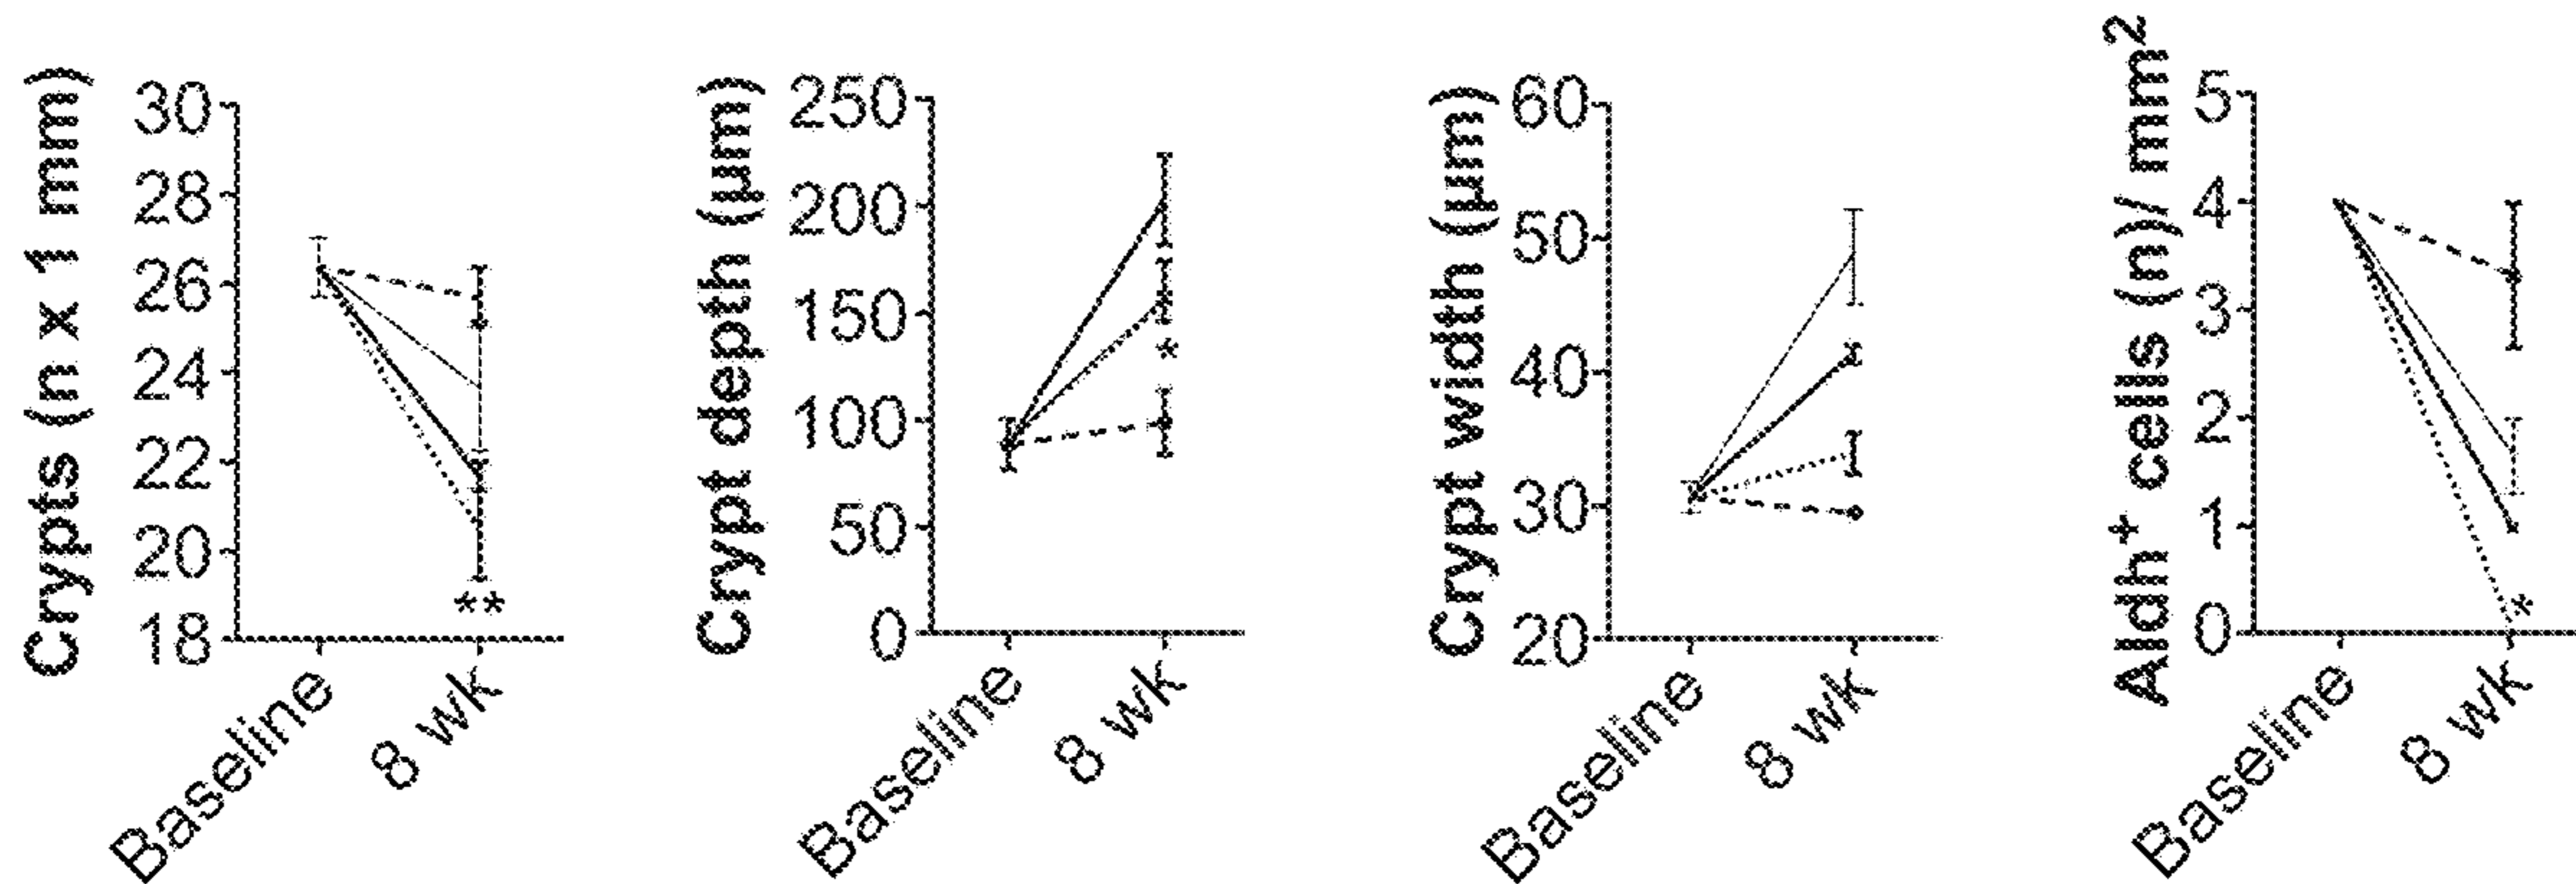 Crypts (n x 1 mm)
30
28
26
24
22
20
18
**
Baseline
8 wk
Crypt depth (µm)
250
200
150
100
50
0
*
Baseline
8 wk
Crypt width (µm)
60
50
40
30
20
Baseline
8 wk
Aldh⁺ cells (n)/ mm²
5
4
3
2
1
0
*
Baseline
8 wk